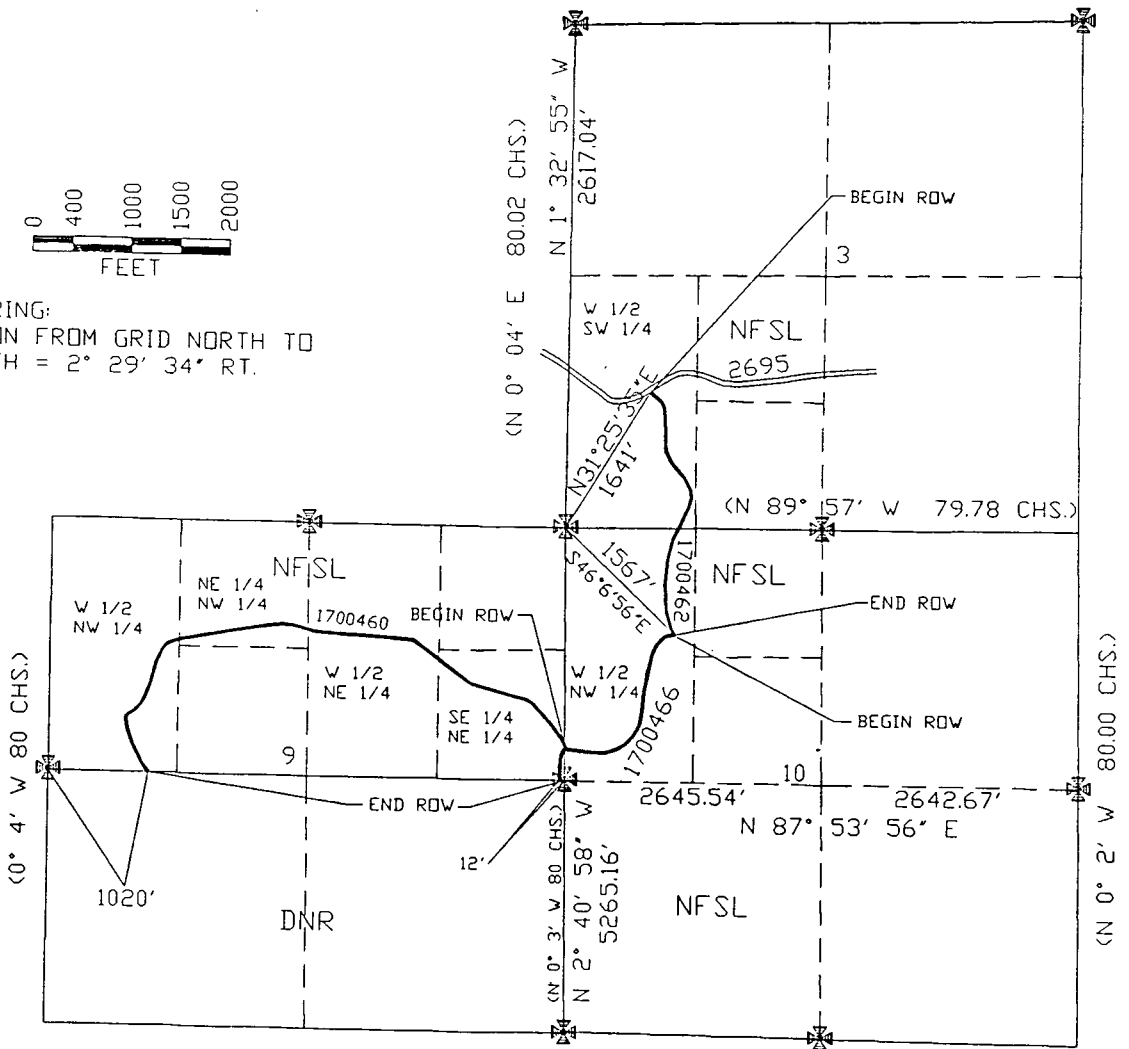 0 400 1000 1500 2000
FEET
RING:
N FROM GRID NORTH TO
TH = 2° 29' 34" RT.
(N 0° 04' E 80.02 CHS.)
N 1° 32' 55" W
2617.04'
BEGIN ROW
3
W 1/2
SW 1/4
NFSL
2695
N31°25'35"E
1641'
(N 89° 57' W 79.78 CHS.)
1567'
S46°6'56"E
1700462
NFSL
NFSL
NE 1/4
NW 1/4
W 1/2
NW 1/4
1700460
BEGIN ROW
END ROW
W 1/2
NE 1/4
W 1/2
NW 1/4
SE 1/4
NE 1/4
1700466
BEGIN ROW
(0° 4' W 80 CHS.)
9
10
END ROW
2645.54'
2642.67'
N 87° 53' 56" E
12'
1020'
DNR
(N 0° 3' W 80 CHS.)
N 2° 40' 58" W
5265.16'
NFSL
(N 0° 2' W 80.00 CHS.)